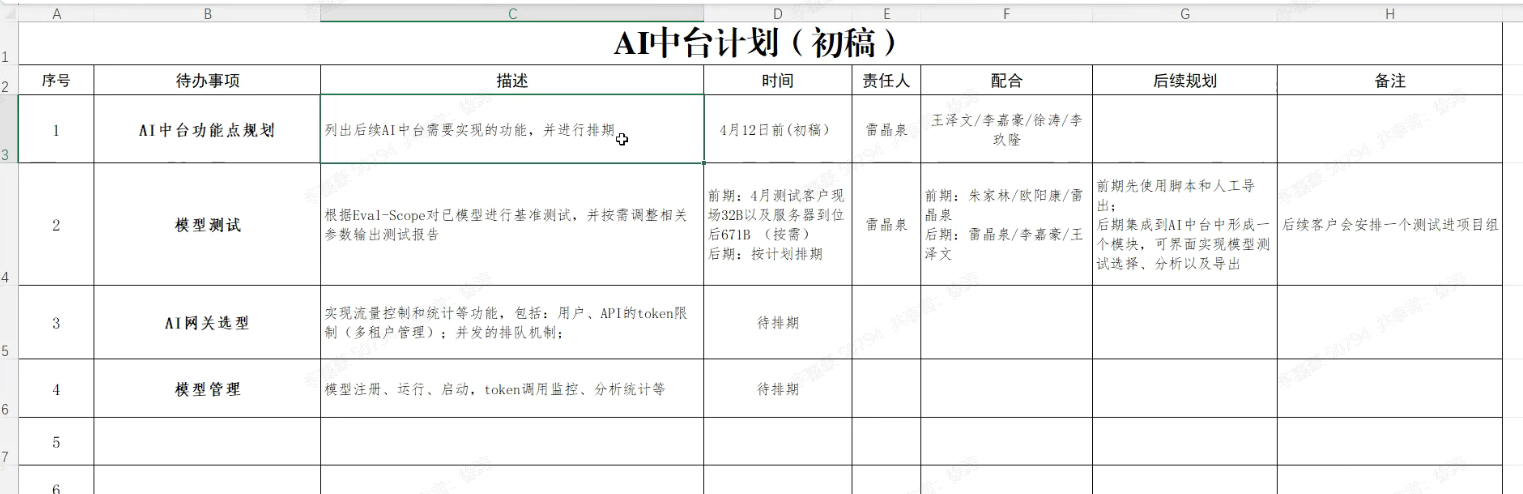 A B C D E F G H
1 AI中台计划（初稿）
2 序号 待办事项 描述 时间 责任人 配合 后续规划 备注
3
1
AI中台功能点规划
列出后续AI中台需要实现的功能，并进行排期
4月12日前(初稿）
雷晶泉
王泽文/李嘉豪/徐涛/李
玖隆
4
2
模型测试
根据Eval-Scope对已模型进行基准测试，并按需调整相关
参数输出测试报告
前期：4月测试客户现
场32B以及服务器到位
后671B （按需）
后期：按计划排期
雷晶泉
前期：朱家林/欧阳康/雷
晶泉
后期：雷晶泉/李嘉豪/王
泽文
前期先使用脚本和人工导
出；
后期集成到AI中台中形成一
个模块，可界面实现模型测
试选择、分析以及导出
后续客户会安排一个测试进项目组
5
3
AI网关选型
实现流量控制和统计等功能，包括：用户、API的token限
制（多租户管理）；并发的排队机制；
待排期
6
4
模型管理
模型注册、运行、启动，token调用监控、分析统计等
待排期
7
5
6